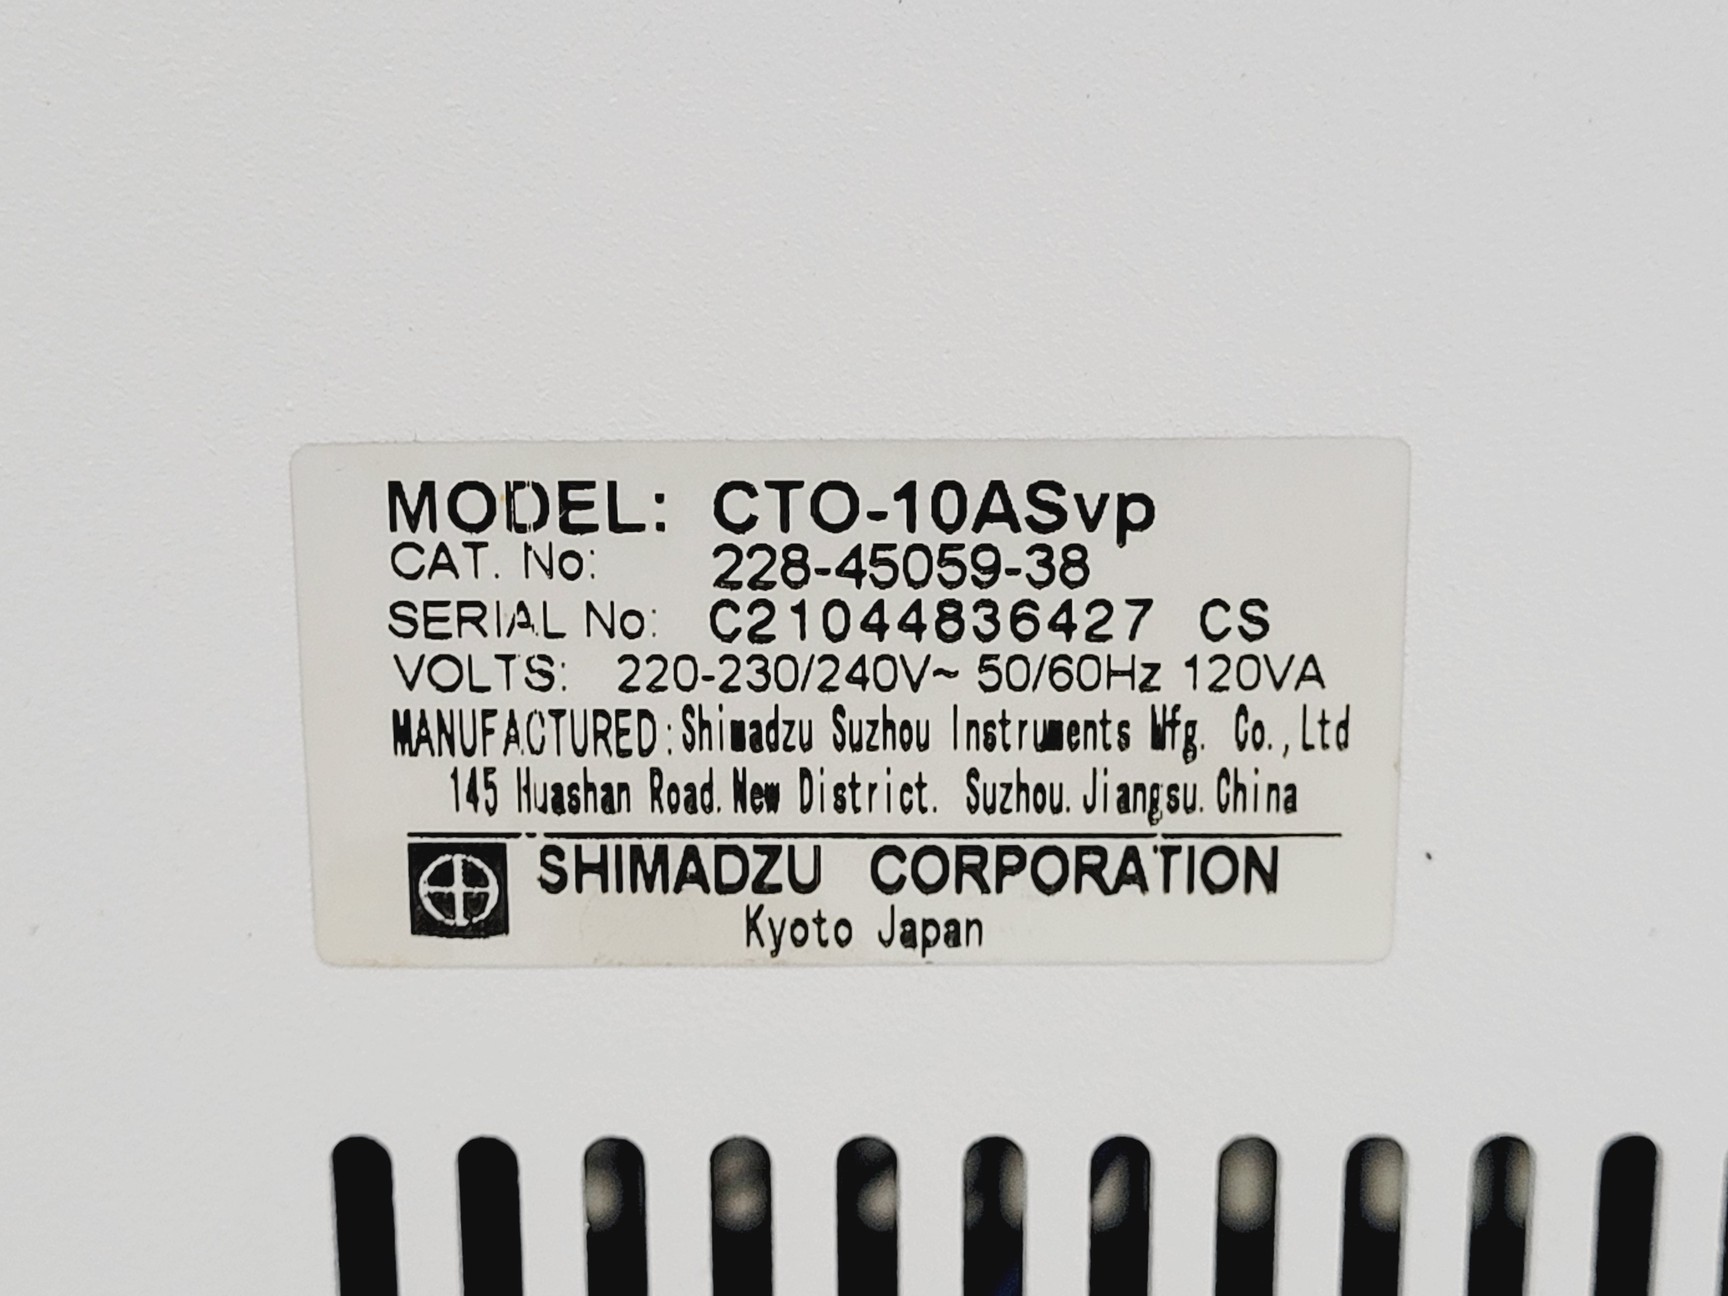 MODEL: CTO-10ASvp
CAT. No: 228-45059-38
SERIAL No: C21044836427 CS
VOLTS: 220-230/240V~ 50/60Hz 120VA
MANUFACTURED:Shimadzu Suzhou Instruments Mfg. Co.,Ltd
145 Huashan Road. New District. Suzhou. Jiangsu. China
SHIMADZU CORPORATION
Kyoto Japan